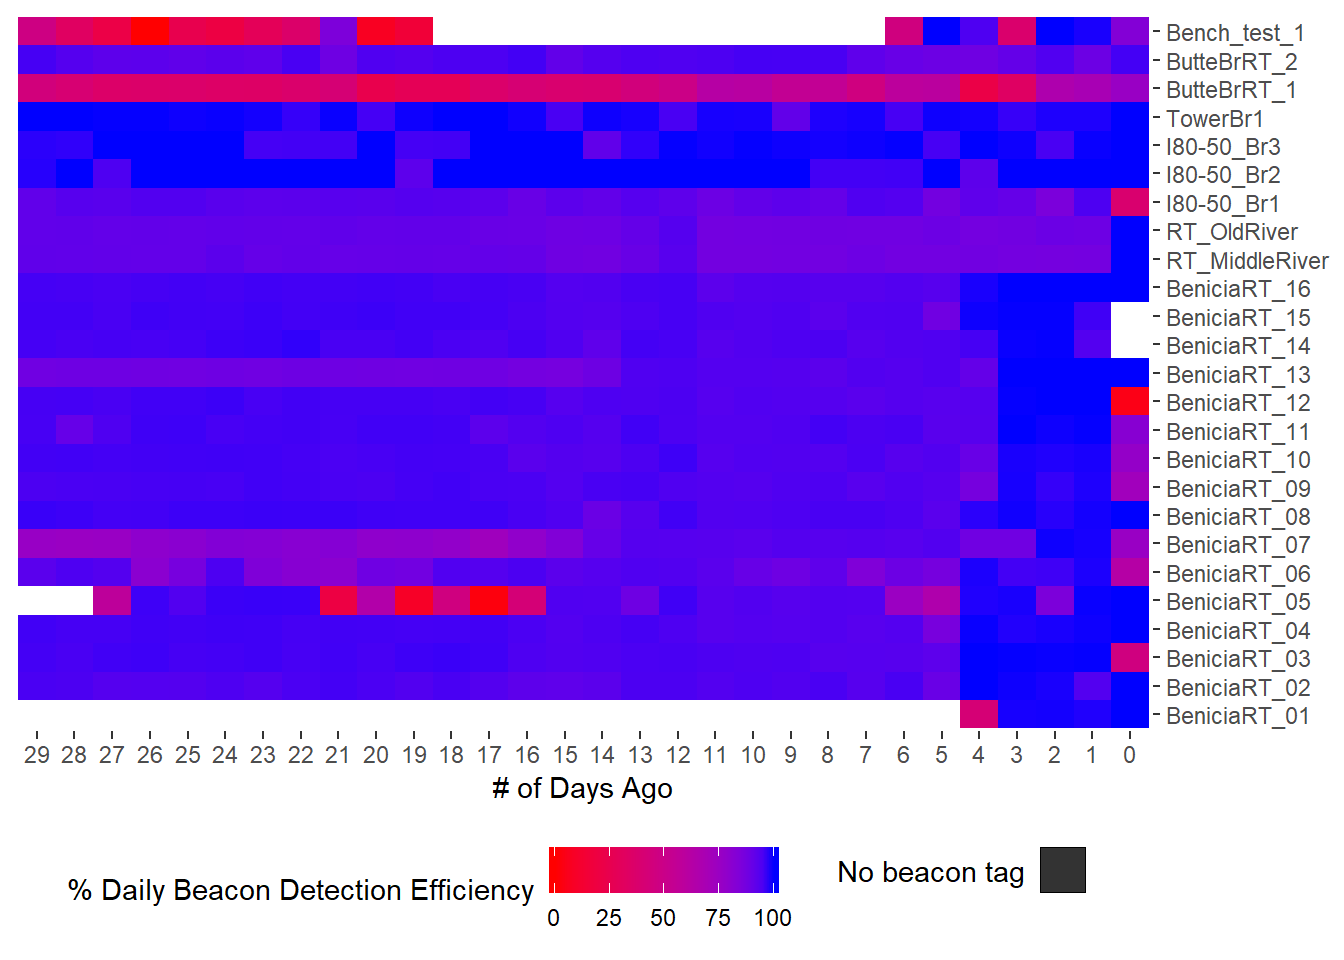 Bench_test_1
ButteBrRT_2
ButteBrRT_1
TowerBr1
I80-50_Br3
I80-50_Br2
I80-50_Br1
RT_OldRiver
RT_MiddleRiver
BeniciaRT_16
BeniciaRT_15
BeniciaRT_14
BeniciaRT_13
BeniciaRT_12
BeniciaRT_11
BeniciaRT_10
BeniciaRT_09
BeniciaRT_08
BeniciaRT_07
BeniciaRT_06
BeniciaRT_05
BeniciaRT_04
BeniciaRT_03
BeniciaRT_02
BeniciaRT_01
29 28 27 26 25 24 23 22 21 20 19 18 17 16 15 14 13 12 11 10 9 8 7 6 5 4 3 2 1 0
# of Days Ago
% Daily Beacon Detection Efficiency
0 25 50 75 100
No beacon tag